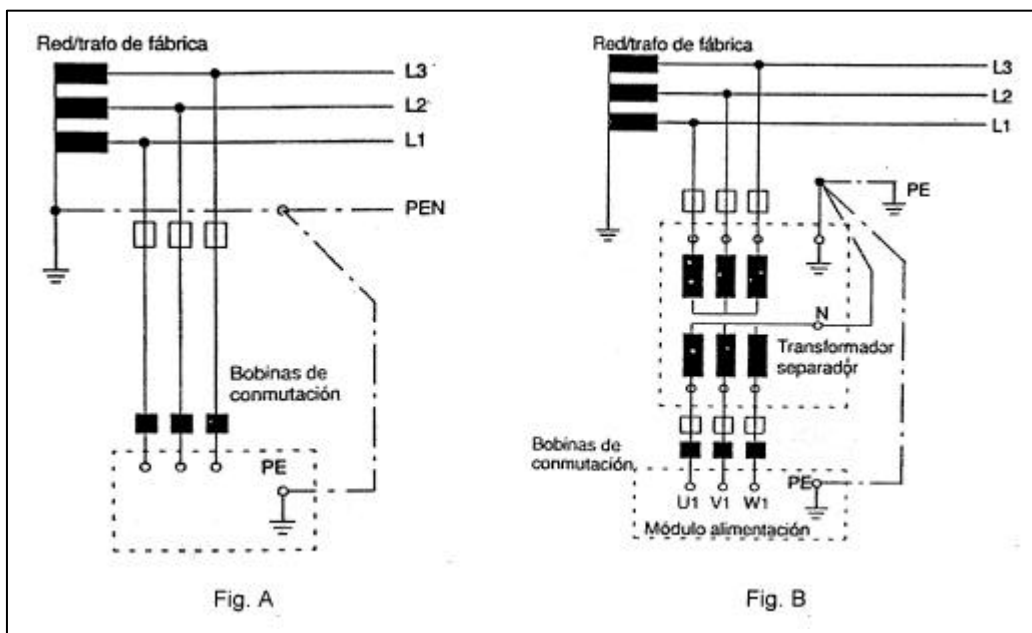 Red/trafo de fábrica
L3
L2
L1
PEN
Bobinas de
conmutación
PE
Fig. A
Red/trafo de fábrica
L3
L2
L1
PE
N
Transformador
separador
Bobinas de
conmutación
PE
U1 V1 W1
Módulo alimentación
Fig. B